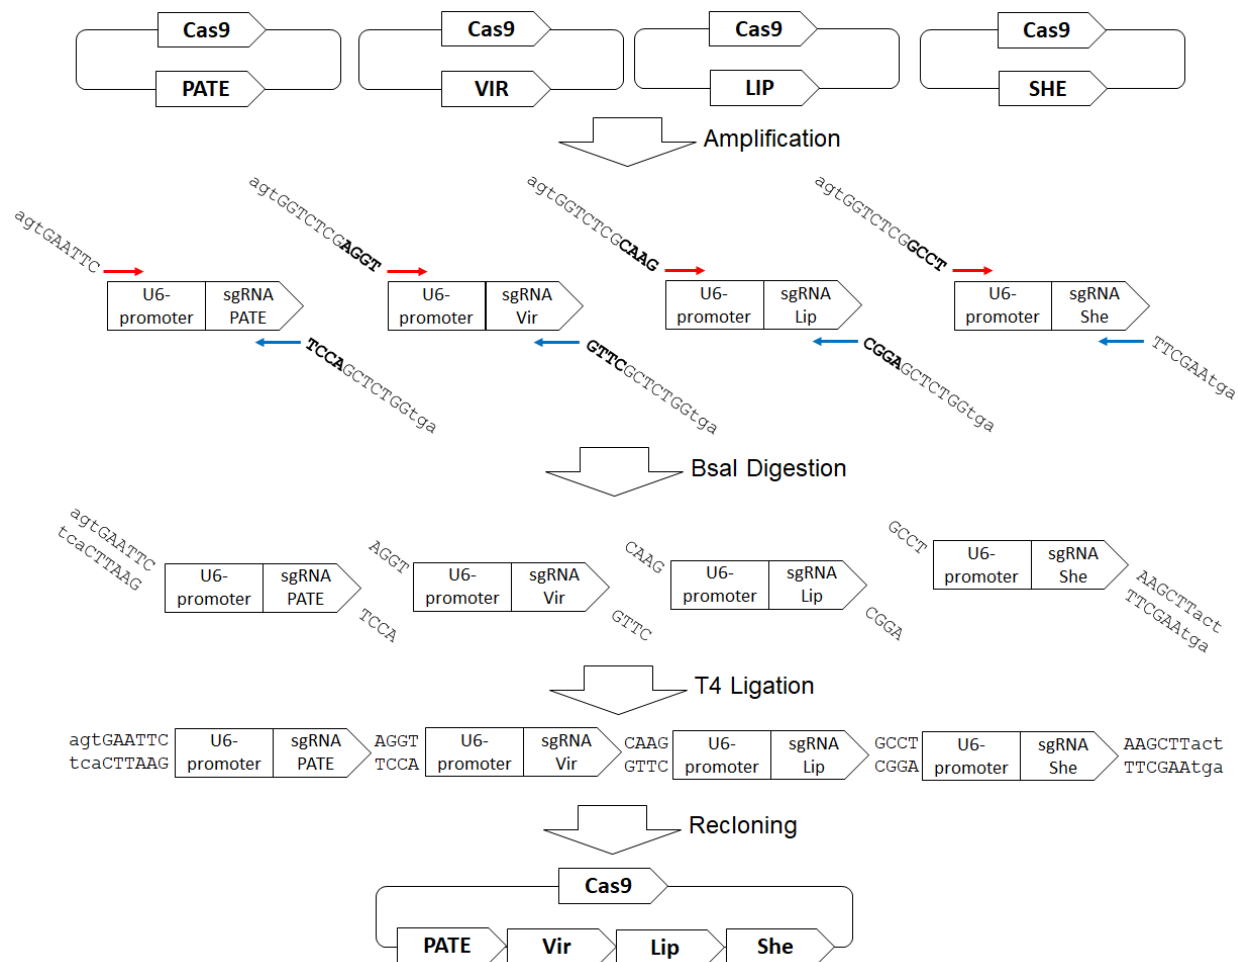 Cas9
Cas9
Cas9
Cas9
PATE
VIR
LIP
SHE
Amplification
agtGAATTC
agtGGTCTCGAGGT
agtGGTCTCGCAAG
agtGGTCTCGGCCT
U6-
promoter
sgRNA
PATE
U6-
promoter
sgRNA
Vir
U6-
promoter
sgRNA
Lip
U6-
promoter
sgRNA
She
TCCAGCTCTGGtga
GTTCGCTCTGGtga
CGGAGCTCTGGtga
TTCGAAtga
BsaI Digestion
agtGAATTC
tcaCTTAAG
U6-
promoter
sgRNA
PATE
TCCA
AGGT
U6-
promoter
sgRNA
Vir
GTTC
CAAG
U6-
promoter
sgRNA
Lip
CGGA
GCCT
U6-
promoter
sgRNA
She
AAGCTTact
TTCGAAtga
T4 Ligation
agtGAATTC
tcaCTTAAG
U6-
promoter
sgRNA
PATE
AGGT
TCCA
U6-
promoter
sgRNA
Vir
CAAG
GTTC
U6-
promoter
sgRNA
Lip
GCCT
CGGA
U6-
promoter
sgRNA
She
AAGCTTact
TTCGAAtga
Recloning
Cas9
PATE
Vir
Lip
She